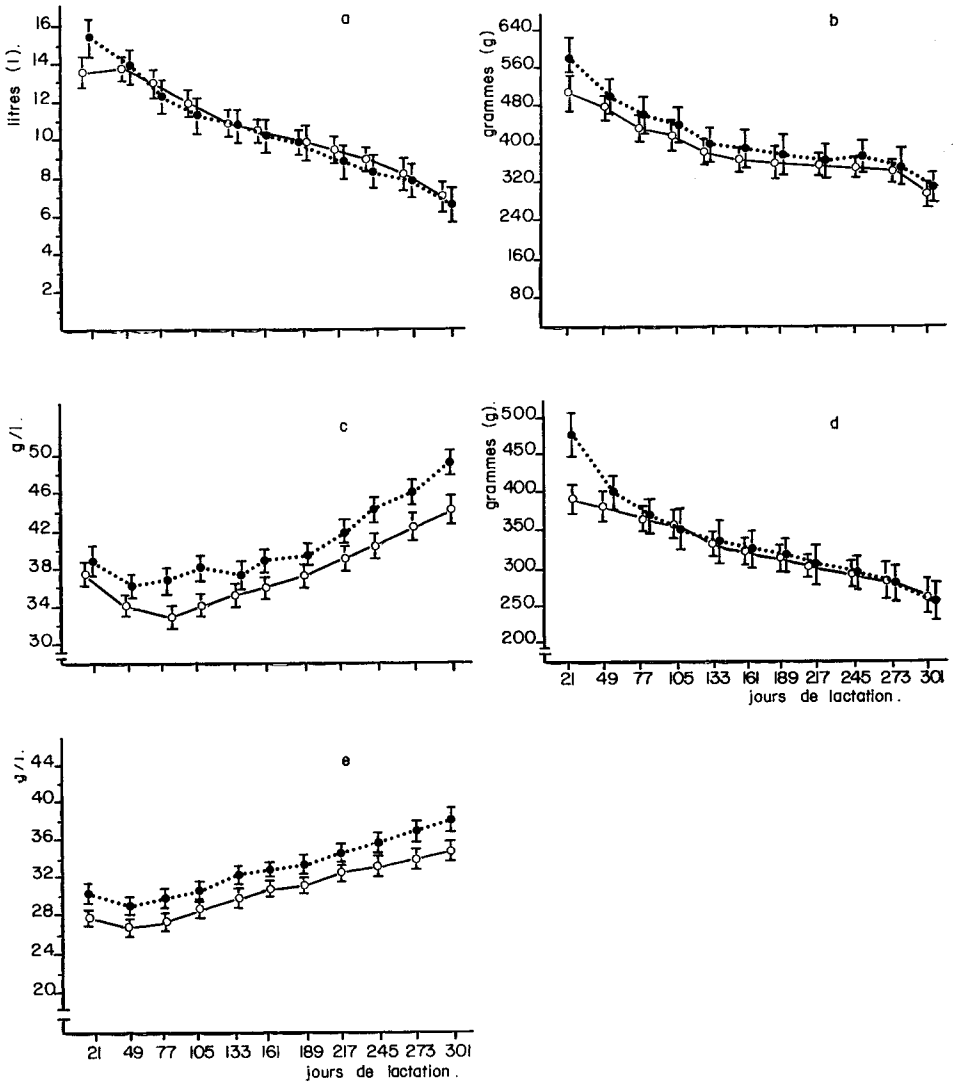 a
litres (l).
16
14
12
10
8
6
4
2
b
grammes (g)
640
560
480
400
320
240
160
80
c
g/l.
50
46
42
38
34
30
d
grammes (g).
500
450
400
350
300
250
200
21 49 77 105 133 161 189 217 245 273 301
jours de lactation.
e
g/l.
44
40
36
32
28
24
20
21 49 77 105 133 161 189 217 245 273 301
jours de lactation.